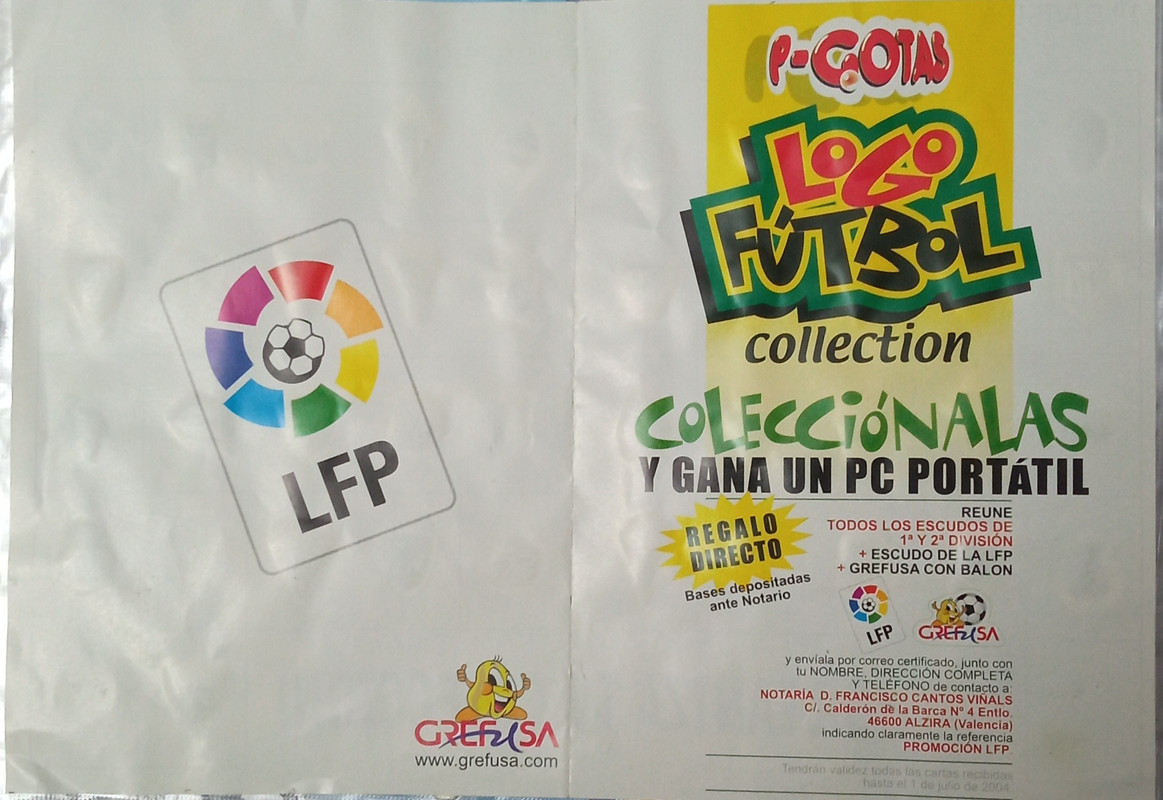 LFP
GREFUSA
www.grefusa.com
P-GOTAS
LOGO
FÚTBOL
collection
COLECCIÓNALAS
Y GANA UN PC PORTÁTIL
REGALO
DIRECTO
Bases depositadas
ante Notario
REUNE
TODOS LOS ESCUDOS DE
1ª Y 2ª DIVISIÓN
+ ESCUDO DE LA LFP
+ GREFUSA CON BALON
LFP
GREFUSA
y envíala por correo certificado, junto con
tu NOMBRE, DIRECCIÓN COMPLETA
Y TELÉFONO de contacto a:
NOTARÍA D. FRANCISCO CANTOS VIÑALS
C/. Calderón de la Barca Nº 4 Entlo.
46600 ALZIRA (Valencia)
indicando claramente la referencia
PROMOCIÓN LFP
Tendrán validez todas las cartas recibidas
hasta el 1 de julio de 2004